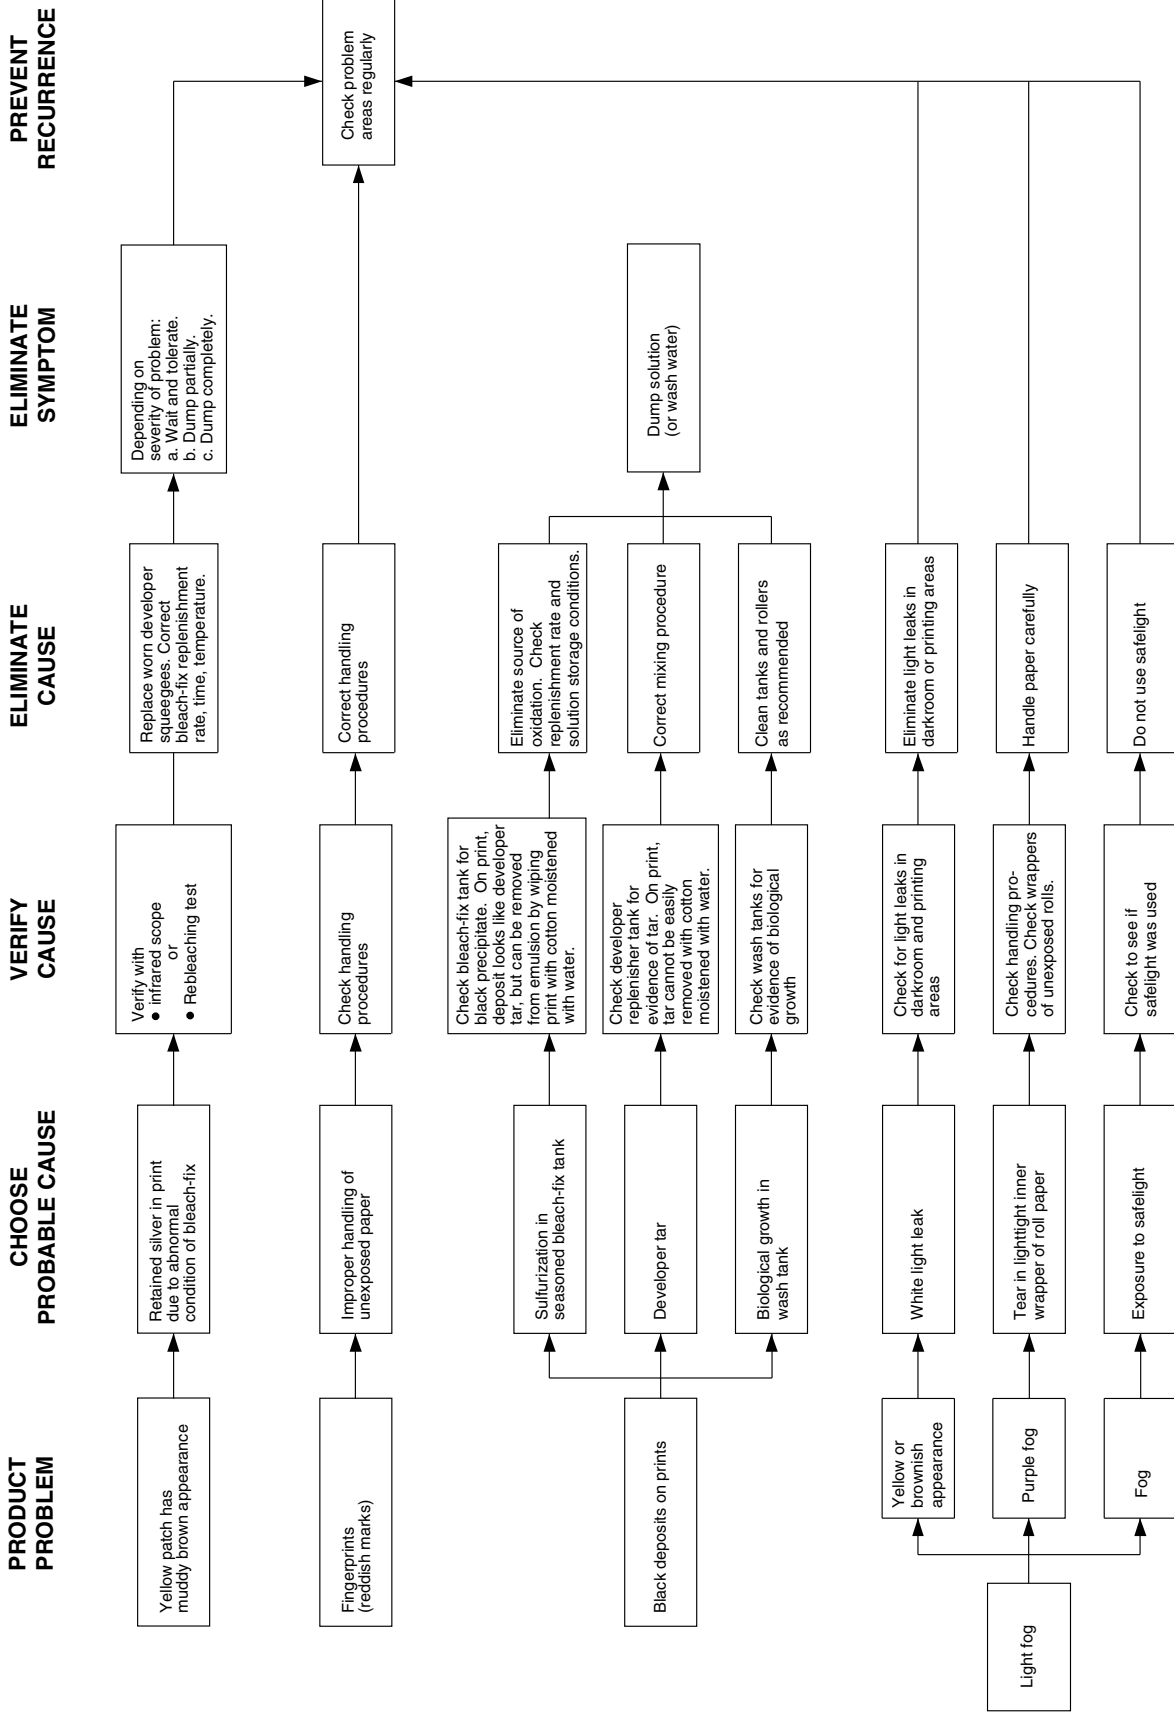 PRODUCT
PROBLEM
CHOOSE
PROBABLE CAUSE
VERIFY
CAUSE
ELIMINATE
CAUSE
ELIMINATE
SYMPTOM
PREVENT
RECURRENCE
Yellow patch has
muddy brown appearance
Retained silver in print
due to abnormal
condition of bleach-fix
Verify with
● infrared scope
or
● Rebleaching test
Replace worn developer
squeegees. Correct
bleach-fix replenishment
rate, time, temperature.
Depending on
severity of problem:
a. Wait and tolerate.
b. Dump partially.
c. Dump completely.
Check problem
areas regularly
Fingerprints
(reddish marks)
Improper handling of
unexposed paper
Check handling
procedures
Correct handling
procedures
Black deposits on prints
Sulfurization in
seasoned bleach-fix tank
Check bleach-fix tank for
black precipitate. On print,
deposit looks like developer
tar, but can be removed
from emulsion by wiping
print with cotton moistened
with water.
Eliminate source of
oxidation. Check
replenishment rate and
solution storage conditions.
Developer tar
Check developer
replenisher tank for
evidence of tar. On print,
tar cannot be easily
removed with cotton
moistened with water.
Correct mixing procedure
Dump solution
(or wash water)
Biological growth in
wash tank
Check wash tanks for
evidence of biological
growth
Clean tanks and rollers
as recommended
Light fog
Yellow or
brownish
appearance
White light leak
Check for light leaks in
darkroom and printing
areas
Eliminate light leaks in
darkroom or printing areas
Purple fog
Tear in lighttight inner
wrapper of roll paper
Check handling pro-
cedures. Check wrappers
of unexposed rolls.
Handle paper carefully
Fog
Exposure to safelight
Check to see if
safelight was used
Do not use safelight